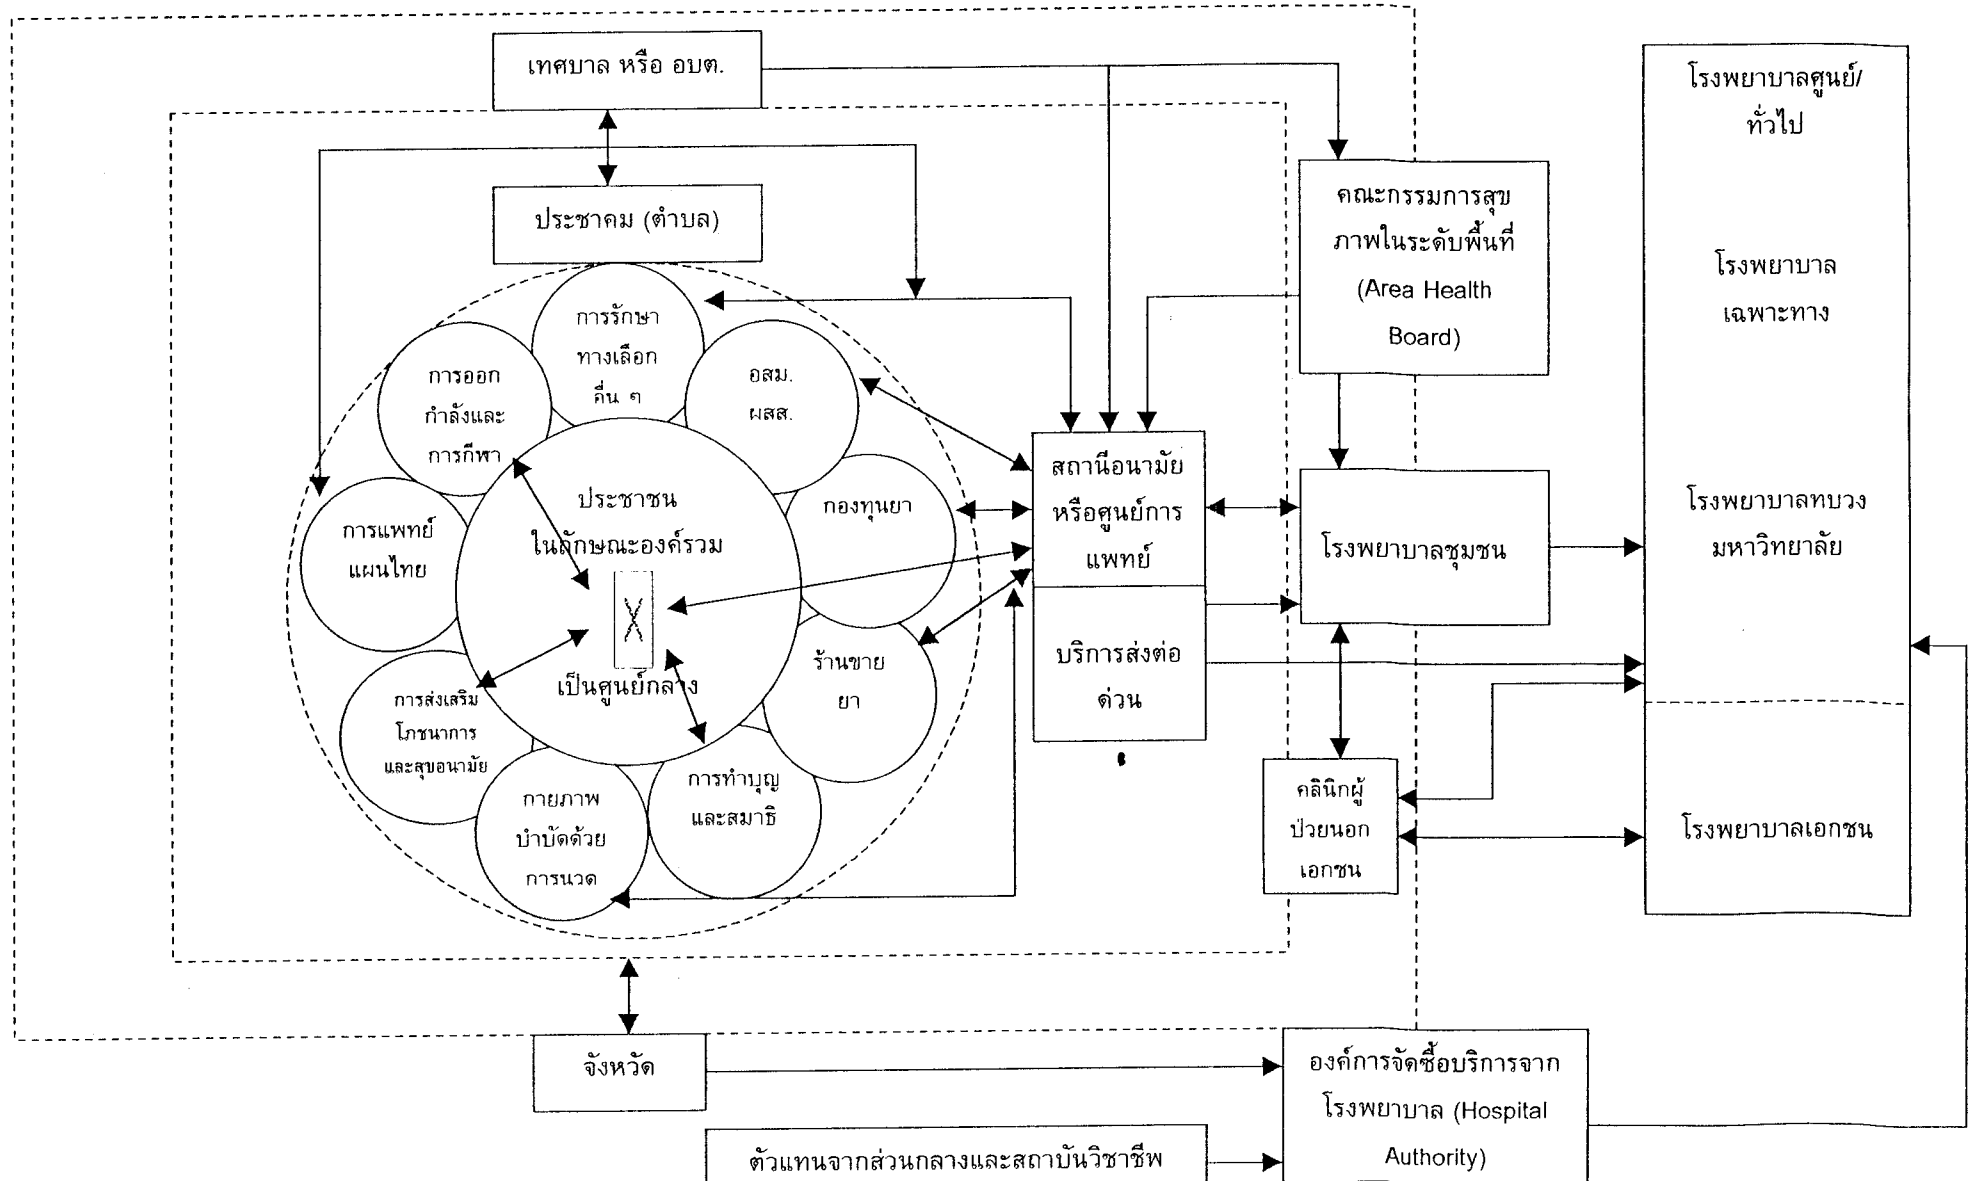 เทศบาล หรือ อบต.
ประชาคม (ตำบล)
การรักษา
ทางเลือก
คื่น ๆ
อสม.
ผสส.
การออก
กำลังและ
การกีฬา
กองทุนยา
การแพทย์
แผนไทย
ประชาชน
ในลักษณะองค์รวม
เป็นศูนย์กลาง
ร้านขาย
ยา
การส่งเสริม
โภชนาการ
และสุขอนามัย
กายภาพ
บำบัดด้วย
การนวด
การทำบุญ
และสมาธิ
สถานีอนามัย
หรือศูนย์การ
แพทย์
บริการส่งต่อ
ด่วน
คณะกรรมการสุข
ภาพในระดับพื้นที่
(Area Health
Board)
โรงพยาบาลชุมชน
คลินิกผู้
ป่วยนอก
เอกชน
โรงพยาบาลศูนย์/
ทั่วไป
โรงพยาบาล
เฉพาะทาง
โรงพยาบาลทบวง
มหาวิทยาลัย
โรงพยาบาลเอกชน
จังหวัด
องค์การจัดซื้อบริการจาก
โรงพยาบาล (Hospital
Authority)
ตัวแทนจากส่วนกลางและสถาบันวิชาชีพ